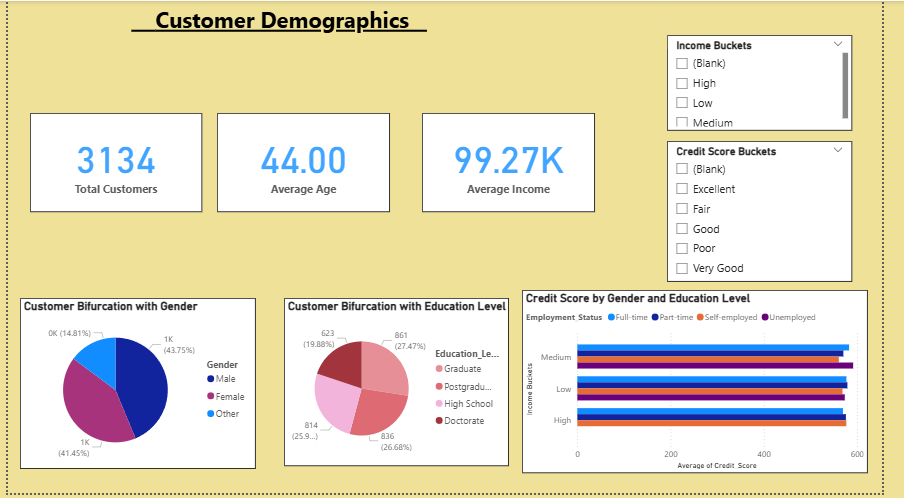 Customer Demographics
Income Buckets
(Blank)
High
Low
Medium
3134
Total Customers
44.00
Average Age
99.27K
Average Income
Credit Score Buckets
(Blank)
Excellent
Fair
Good
Poor
Very Good
Customer Bifurcation with Gender
0K (14.81%)
1K
(43.75%)
1K
(41.45%)
Gender
Male
Female
Other
Customer Bifurcation with Education Level
623
(19.88%)
861
(27.47%)
814
(25.9...)
836
(26.68%)
Education_Le...
Graduate
Postgradu...
High School
Doctorate
Credit Score by Gender and Education Level
Employment_Status Full-time Part-time Self-employed Unemployed
Income Buckets
Medium
Low
High
0 200 400 600
Average of Credit_Score